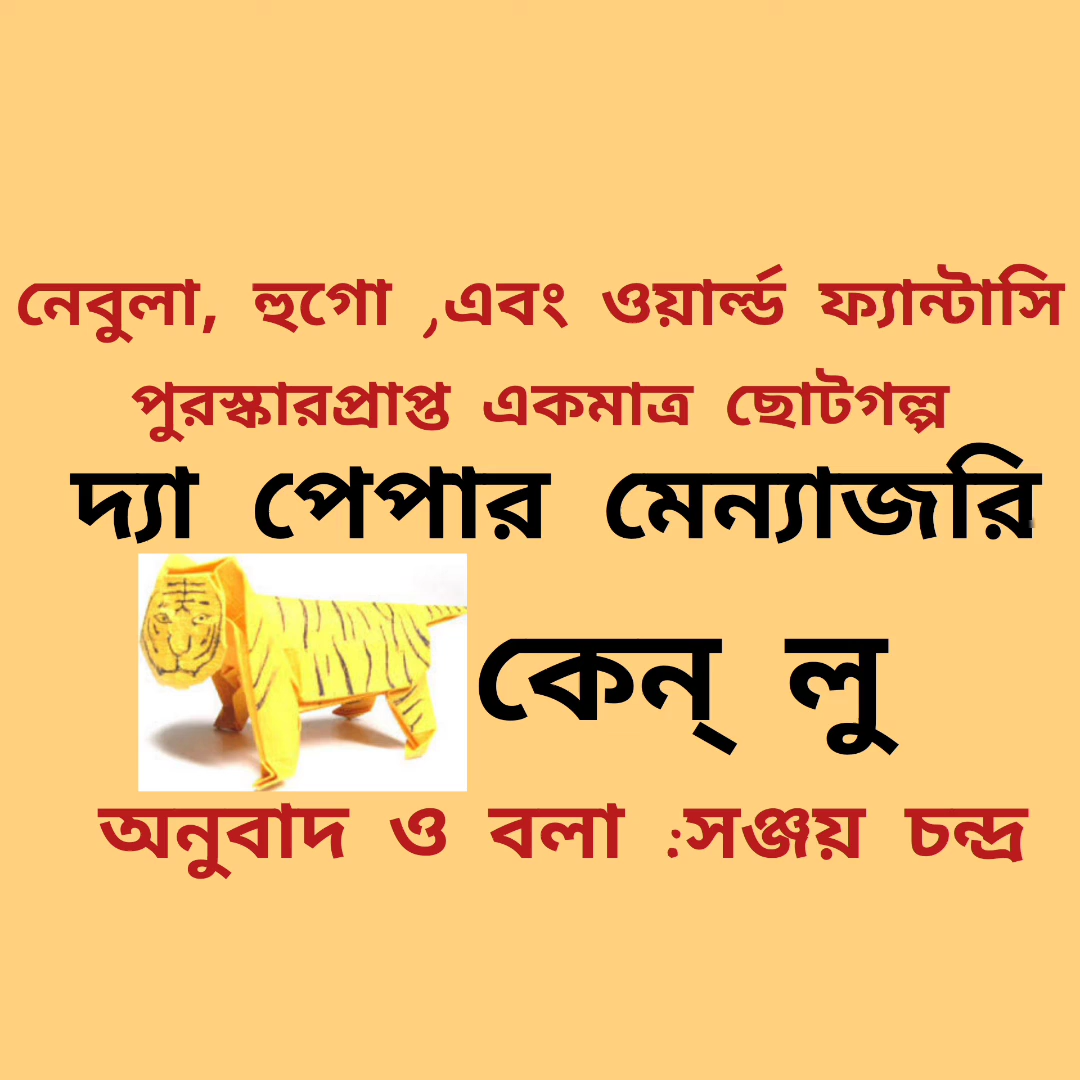 নেবুলা, হুগো ,এবং ওয়ার্ল্ড ফ্যান্টাসি
পুরস্কারপ্রাপ্ত একমাত্র ছোটগল্প
দ্যা পেপার মেন্যাজরি
কেন্ লু
অনুবাদ ও বলা :সঞ্জয় চন্দ্র